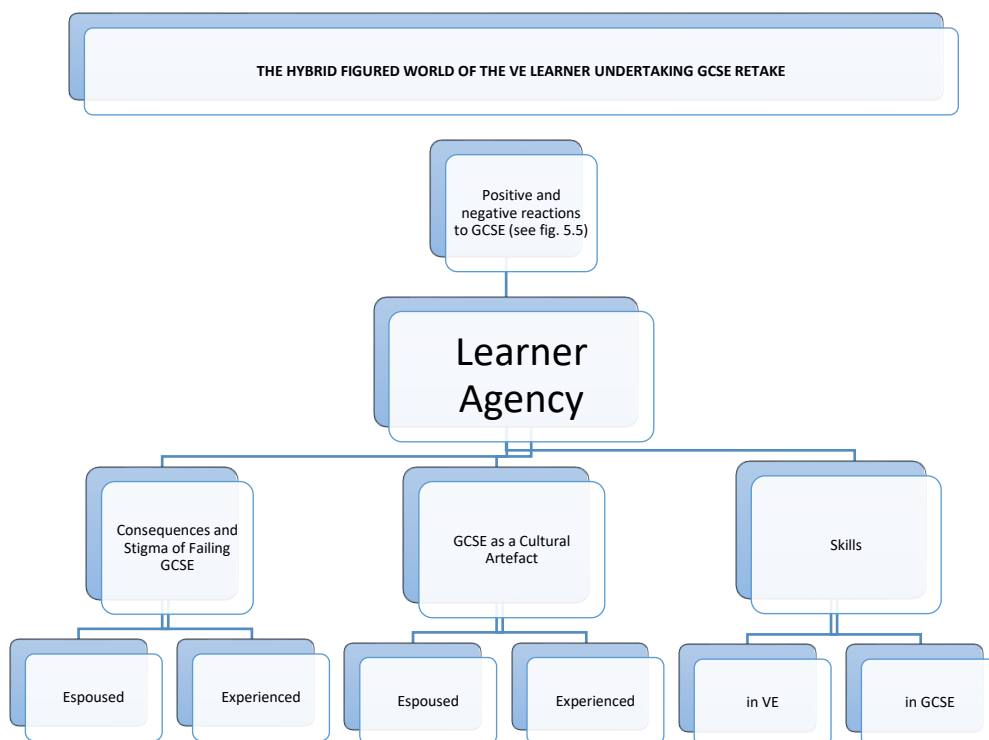 THE HYBRID FIGURED WORLD OF THE VE LEARNER UNDERTAKING GCSE RETAKE
Positive and
negative reactions
to GCSE (see fig. 5.5)
Learner
Agency
Consequences and
Stigma of Failing
GCSE
GCSE as a Cultural
Artefact
Skills
Espoused
Experienced
Espoused
Experienced
in VE
in GCSE